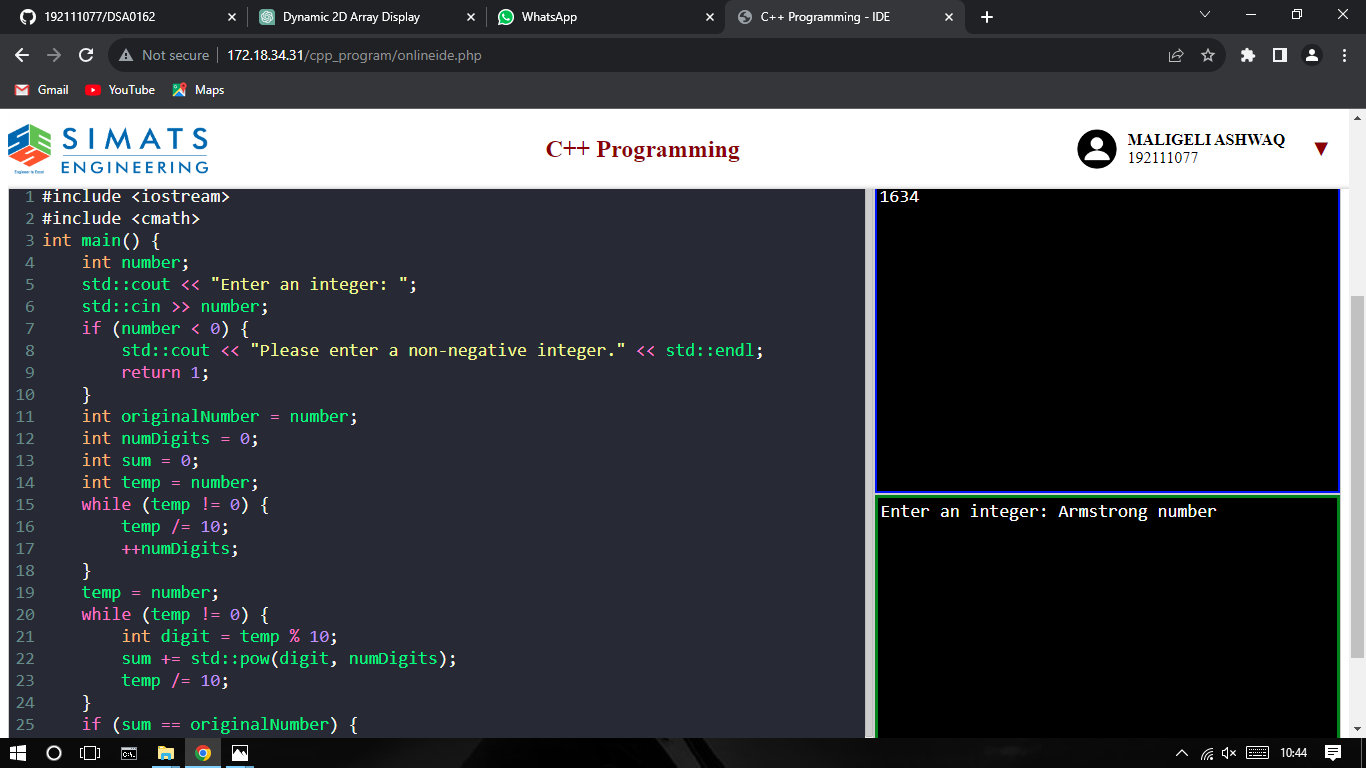 192111077/DSA0162
Dynamic 2D Array Display
WhatsApp
C++ Programming - IDE
Not secure
172.18.34.31/cpp_program/onlineide.php
Gmail
YouTube
Maps
SIMATS
ENGINEERING
Engineer to Excel
C++ Programming
MALIGELI ASHWAQ
192111077
1 #include <iostream>
2 #include <cmath>
3 int main() {
4     int number;
5     std::cout << "Enter an integer: ";
6     std::cin >> number;
7     if (number < 0) {
8         std::cout << "Please enter a non-negative integer." << std::endl;
9         return 1;
10     }
11     int originalNumber = number;
12     int numDigits = 0;
13     int sum = 0;
14     int temp = number;
15     while (temp != 0) {
16         temp /= 10;
17         ++numDigits;
18     }
19     temp = number;
20     while (temp != 0) {
21         int digit = temp % 10;
22         sum += std::pow(digit, numDigits);
23         temp /= 10;
24     }
25     if (sum == originalNumber) {
1634
Enter an integer: Armstrong number
10:44